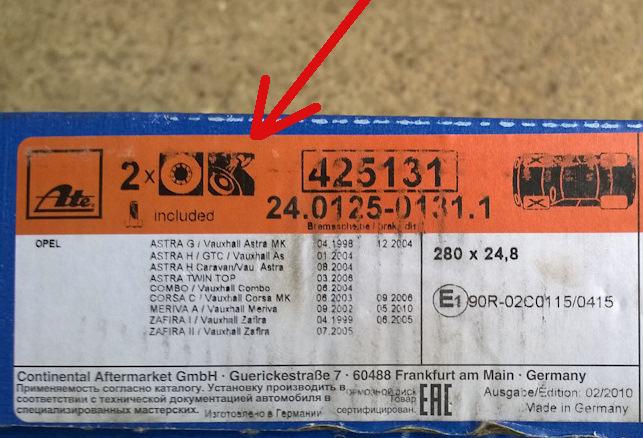 Ate
2x
425131
included
24.0125-0131.1
Bremsscheibe / brake disc
OPEL
ASTRA G / Vauxhall Astra MK 04.1998 12.2004
ASTRA H / GTC / Vauxhall As 01.2004
ASTRA H Caravan/Vau Astra 08.2004
ASTRA TWIN TOP 03.2006
COMBO / Vauxhall Combo 06.2004
CORSA C / Vauxhall Corsa MK 06.2003 09.2006
MERIVA A / Vauxhall Meriva 09.2002 05.2010
ZAFIRA I / Vauxhall Zafira 04.1999 06.2005
ZAFIRA II / Vauxhall Zafira 07.2005
280 x 24,8
E1 90R-02C0115/0415
Continental Aftermarket GmbH · Guerickestraße 7 · 60488 Frankfurt am Main · Germany
Применяемость согласно каталогу. Установку производить в
соответствии с технической документацией автомобиля в
специализированных мастерских. Изготовлено в Германии
тормозной диск
Товар
сертифицирован.
EAC
Ausgabe/Edition: 02/2010
Made in Germany